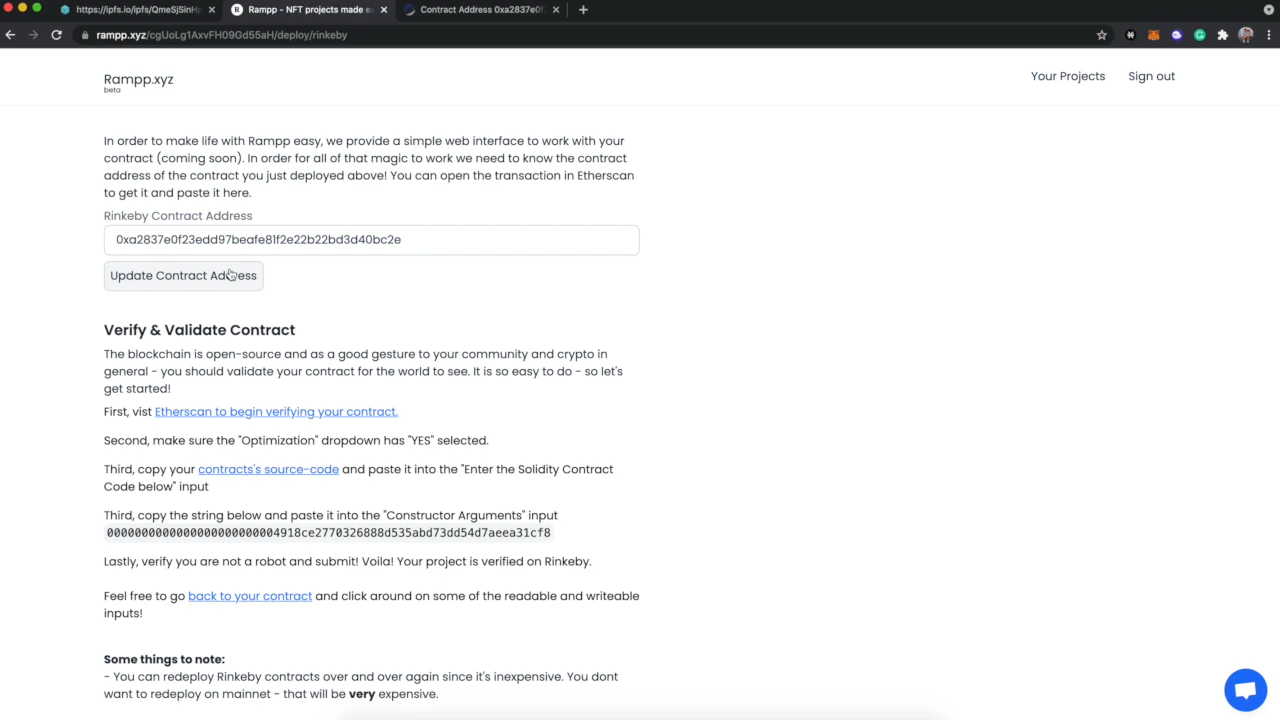 https://ipfs.io/ipfs/QmeSjSinH
Rampp - NFT projects made e
Contract Address 0xa2837e0f
rampp.xyz/cgUoLg1AxvFH09Gd55aH/deploy/rinkeby
Rampp.xyz
beta
Your Projects
Sign out
In order to make life with Rampp easy, we provide a simple web interface to work with your
contract (coming soon). In order for all of that magic to work we need to know the contract
address of the contract you just deployed above! You can open the transaction in Etherscan
to get it and paste it here.
Rinkeby Contract Address
0xa2837e0f23edd97beafe81f2e22b22bd3d40bc2e
Update Contract Address
Verify & Validate Contract
The blockchain is open-source and as a good gesture to your community and crypto in
general - you should validate your contract for the world to see. It is so easy to do - so let's
get started!
First, vist Etherscan to begin verifying your contract.
Second, make sure the "Optimization" dropdown has "YES" selected.
Third, copy your contracts's source-code and paste it into the "Enter the Solidity Contract
Code below" input
Third, copy the string below and paste it into the "Constructor Arguments" input
0000000000000000000000004918ce2770326888d535abd73dd54d7aeea31cf8
Lastly, verify you are not a robot and submit! Voila! Your project is verified on Rinkeby.
Feel free to go back to your contract and click around on some of the readable and writeable
inputs!
Some things to note:
- You can redeploy Rinkeby contracts over and over again since it's inexpensive. You dont
want to redeploy on mainnet - that will be very expensive.